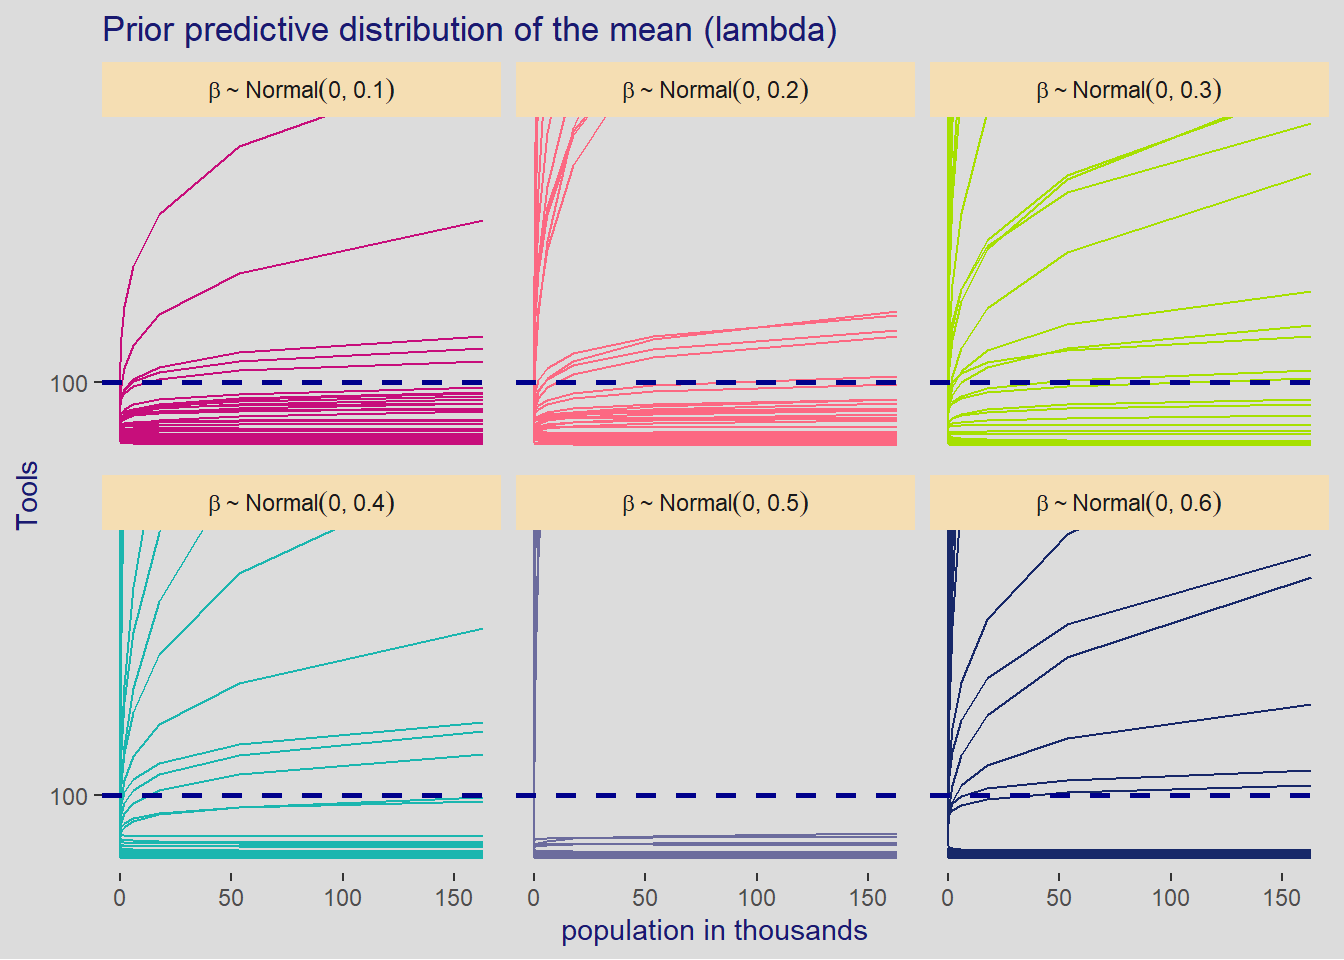 Prior predictive distribution of the mean (lambda)
β ~ Normal(0, 0.1)
β ~ Normal(0, 0.2)
β ~ Normal(0, 0.3)
100
Tools
β ~ Normal(0, 0.4)
β ~ Normal(0, 0.5)
β ~ Normal(0, 0.6)
100
0 50 100 150
0 50 100 150
0 50 100 150
population in thousands